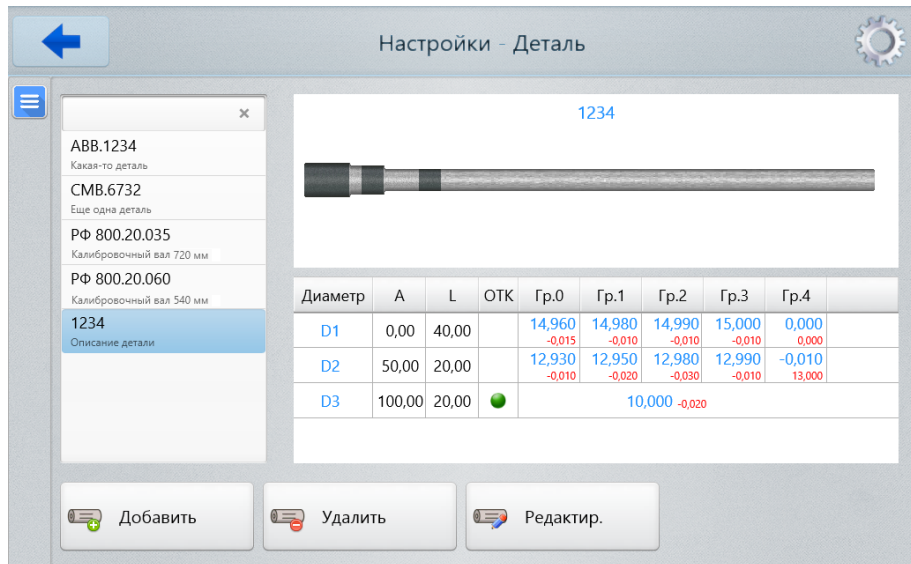 Настройки - Деталь
×
АВВ.1234
Какая-то деталь
СМВ.6732
Еще одна деталь
РФ 800.20.035
Калибровочный вал 720 мм
РФ 800.20.060
Калибровочный вал 540 мм
1234
Описание детали
1234
Диаметр A L ОТК Гр.0 Гр.1 Гр.2 Гр.3 Гр.4
D1 0,00 40,00 14,960 14,980 14,990 15,000 0,000
-0,015 -0,010 -0,010 -0,010 0,000
D2 50,00 20,00 12,930 12,950 12,980 12,990 -0,010
-0,010 -0,020 -0,030 -0,010 13,000
D3 100,00 20,00 10,000 -0,020
Добавить
Удалить
Редактир.